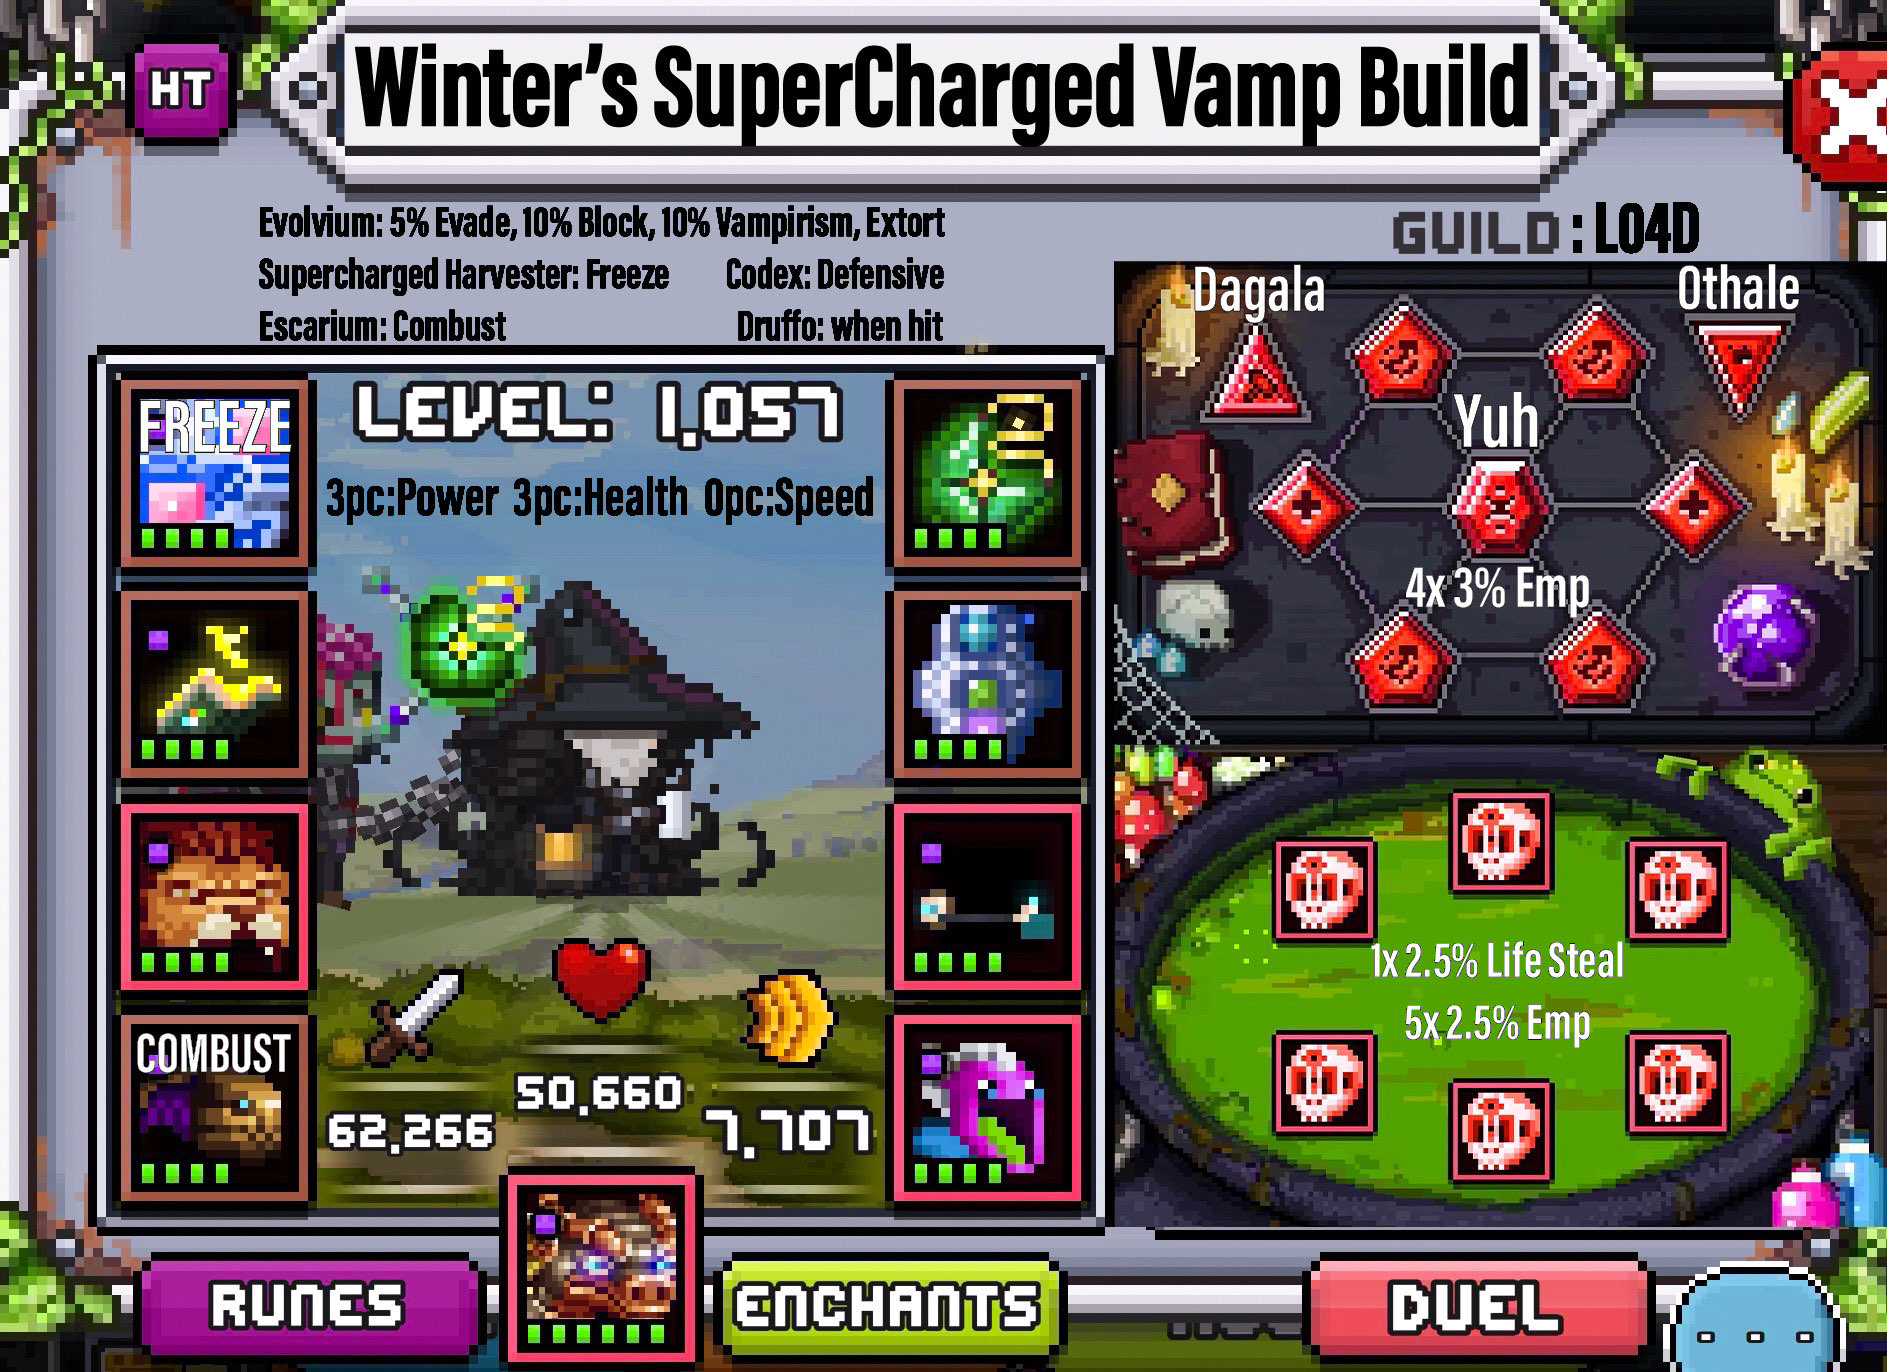 HT
Winter's SuperCharged Vamp Build
Evolvium: 5% Evade, 10% Block, 10% Vampirism, Extort
Supercharged Harvester: Freeze Codex: Defensive
Escarium: Combust Druffo: when hit
GUILD : L04D
Dagala
Othale
Yuh
4x 3% Emp
FREEZE
LEVEL: 1,057
3pc:Power 3pc:Health 0pc:Speed
COMBUST
62,266
50,660
7,707
1x 2.5% Life Steal
5x 2.5% Emp
RUNES
ENCHANTS
DUEL
...